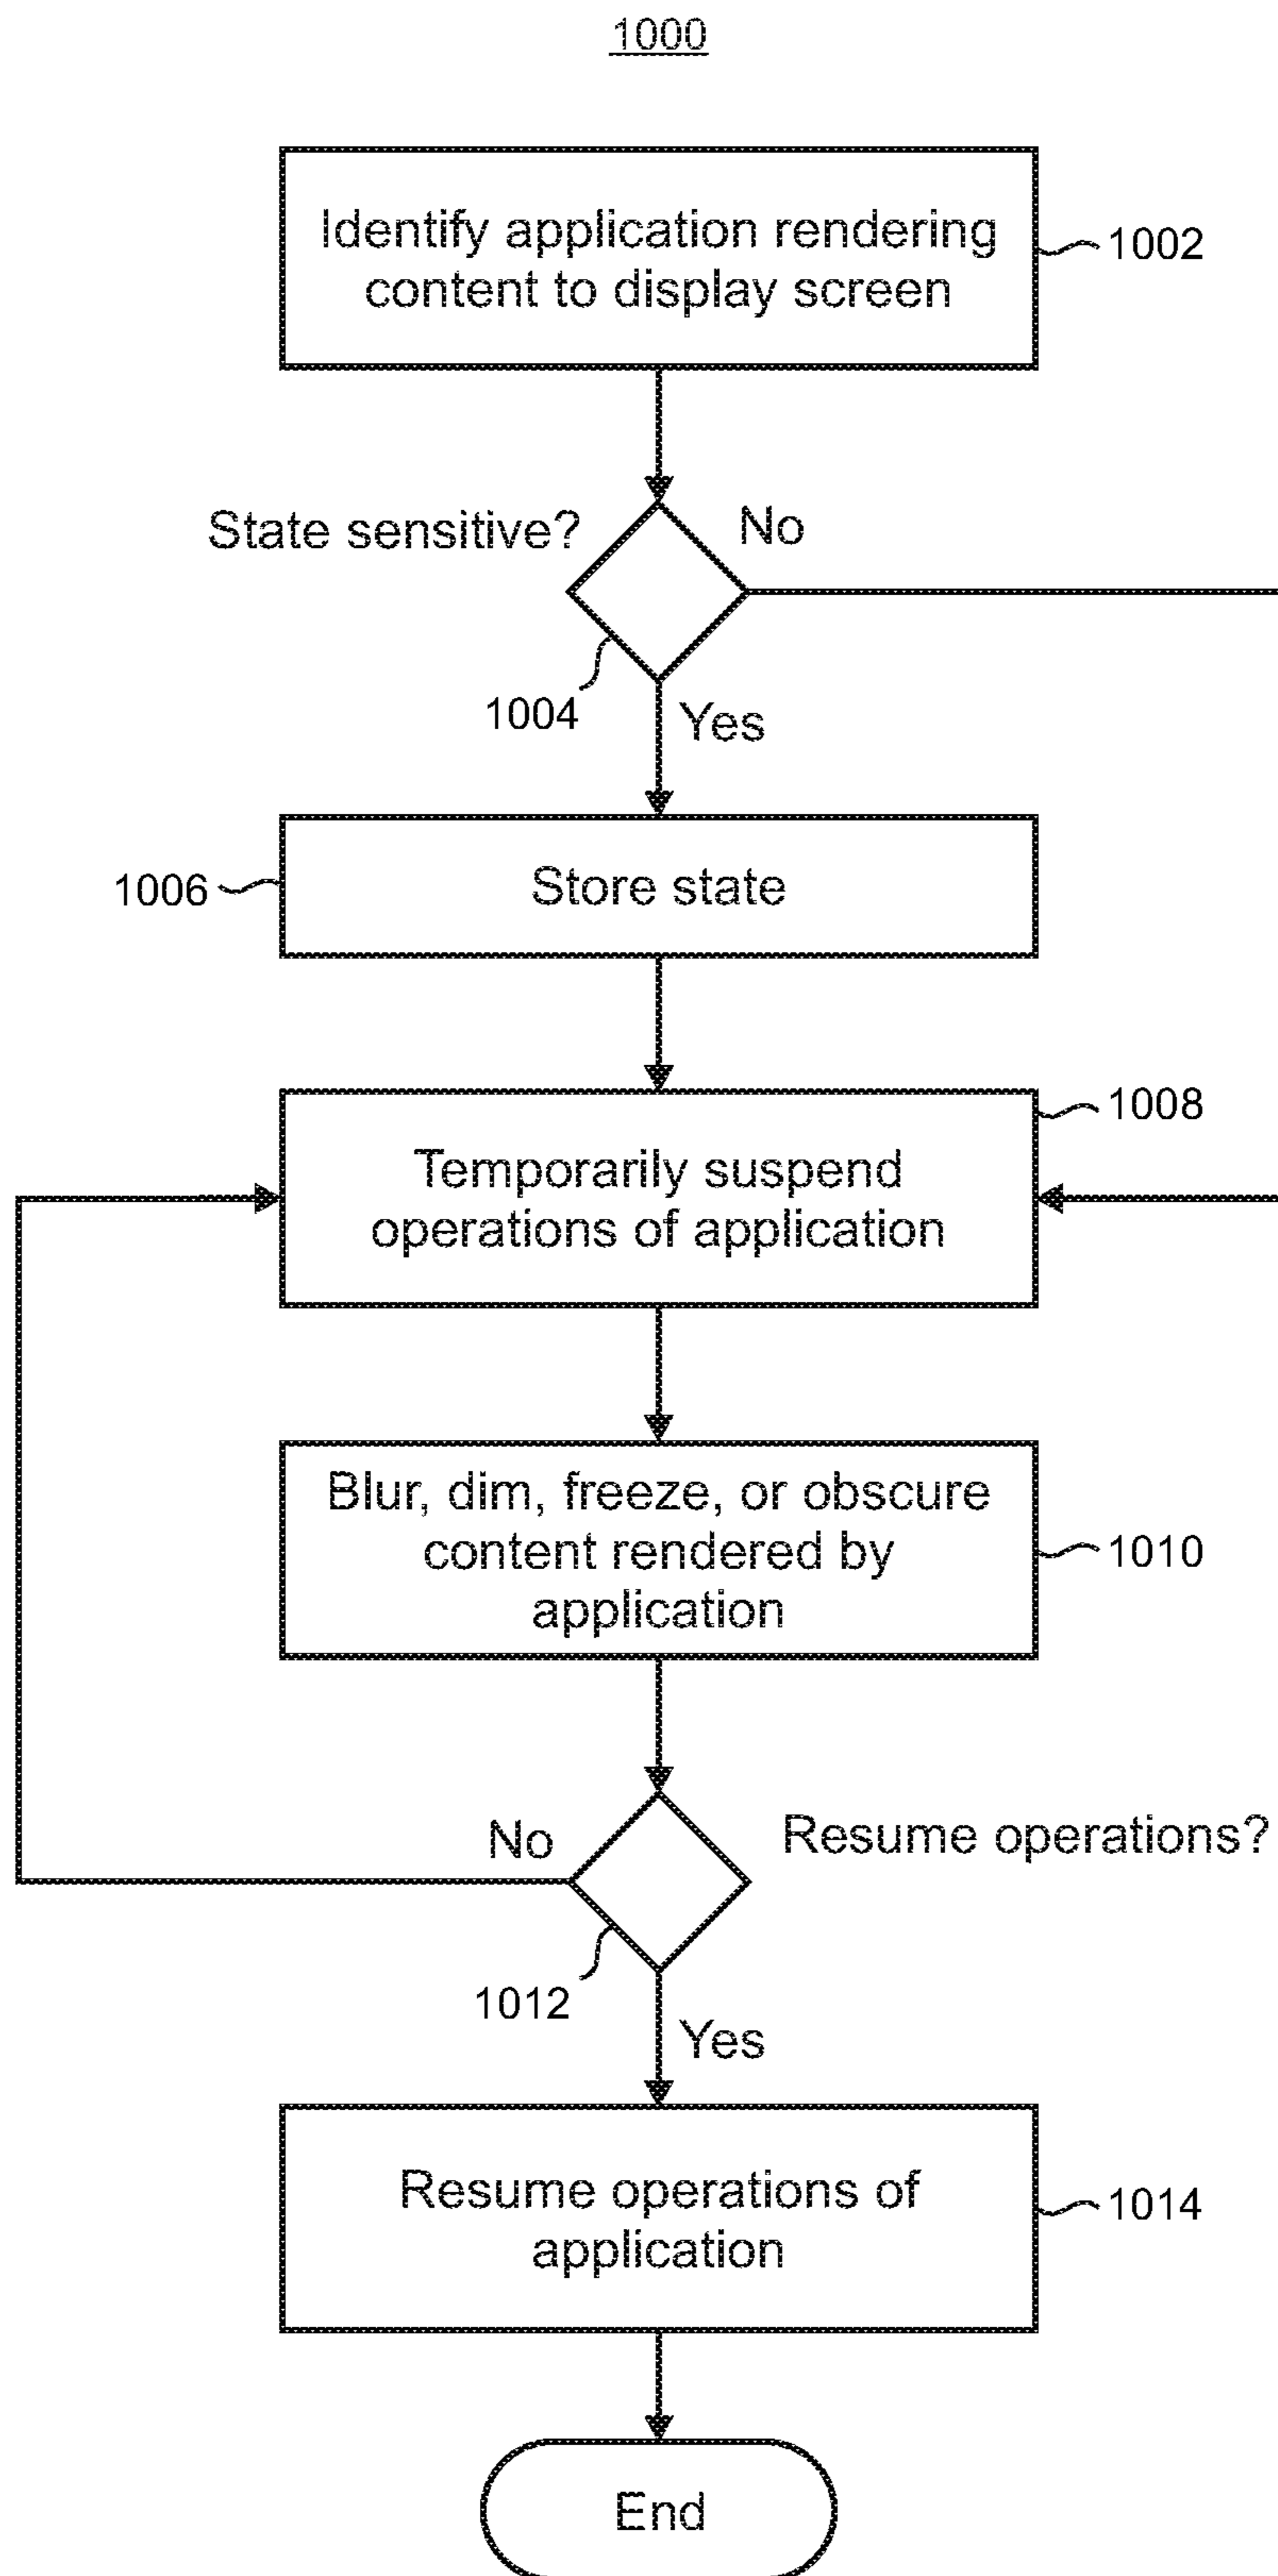 1000
Identify application rendering
content to display screen
1002
State sensitive?
No
1004
Yes
1006
Store state
1008
Temporarily suspend
operations of application
Blur, dim, freeze, or obscure
content rendered by
application
1010
No
Resume operations?
1012
Yes
Resume operations of
application
1014
End